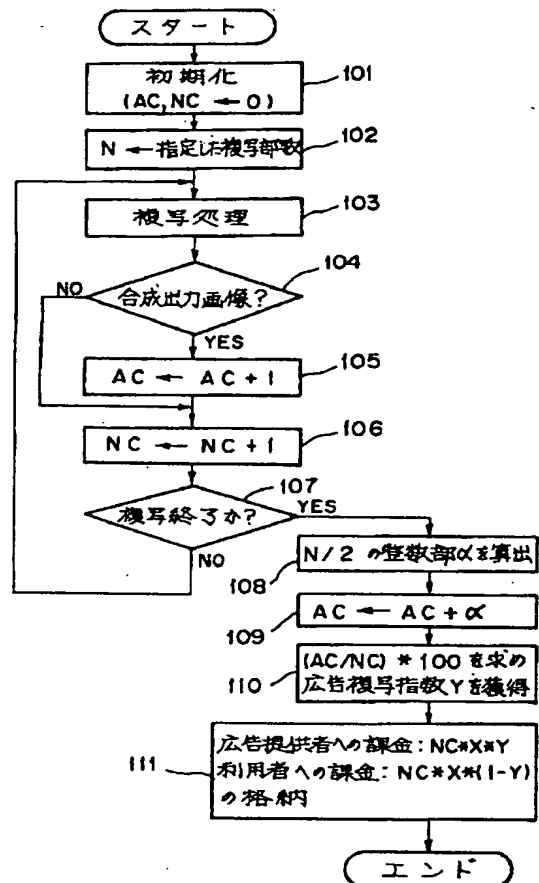 スタート
初期化
(AC,NC ← 0)
101
N ← 指定した複写部数
102
複写処理
103
合成出力画像?
104
NO
YES
AC ← AC + 1
105
NC ← NC + 1
106
複写終了か?
107
YES
NO
N/2 の整数部αを算出
108
AC ← AC + α
109
(AC/NC) * 100 を求め
広告複写指数Yを獲得
110
広告提供者への課金: NC*X*Y
利用者への課金: NC*X*(1-Y)
の格納
111
エンド